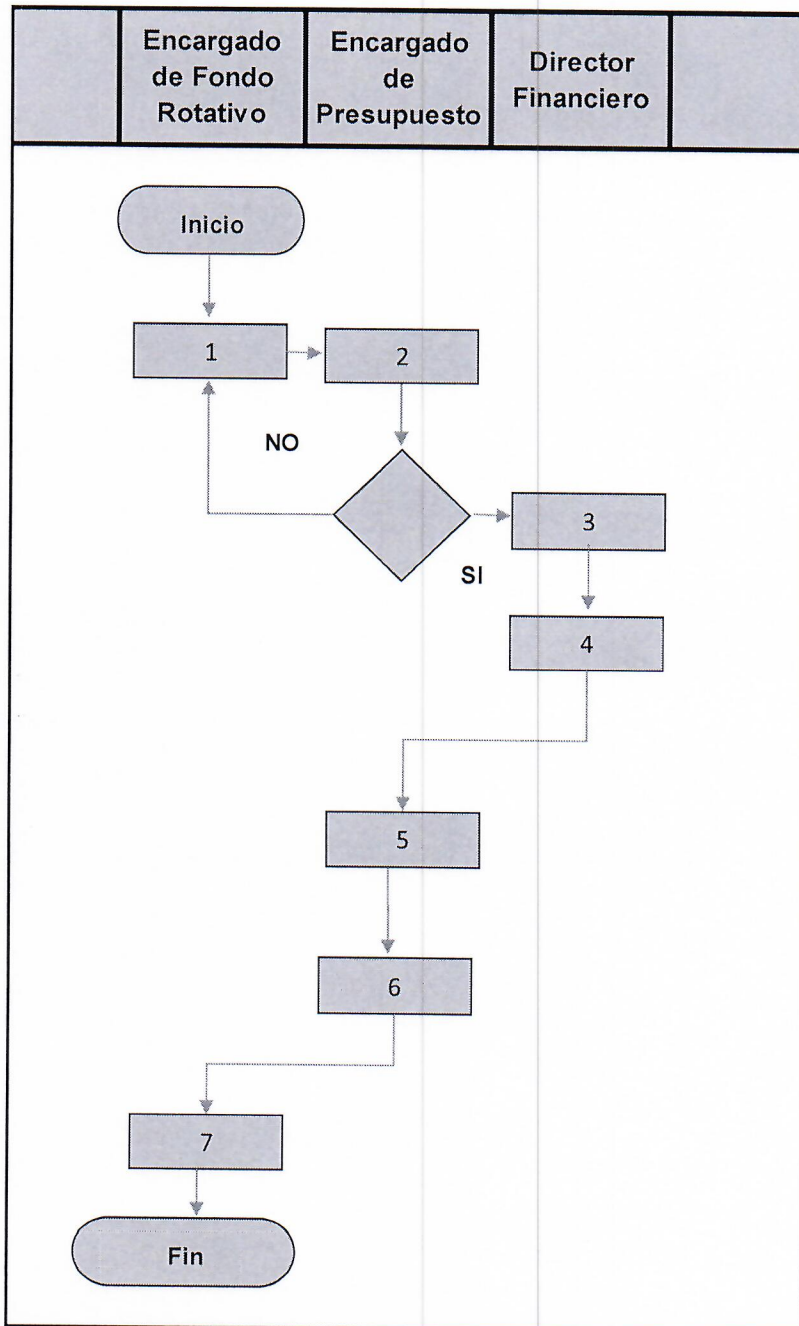 Encargado
de Fondo
Rotativo
Encargado
de
Presupuesto
Director
Financiero
Inicio
1
2
NO
3
SI
4
5
6
7
Fin